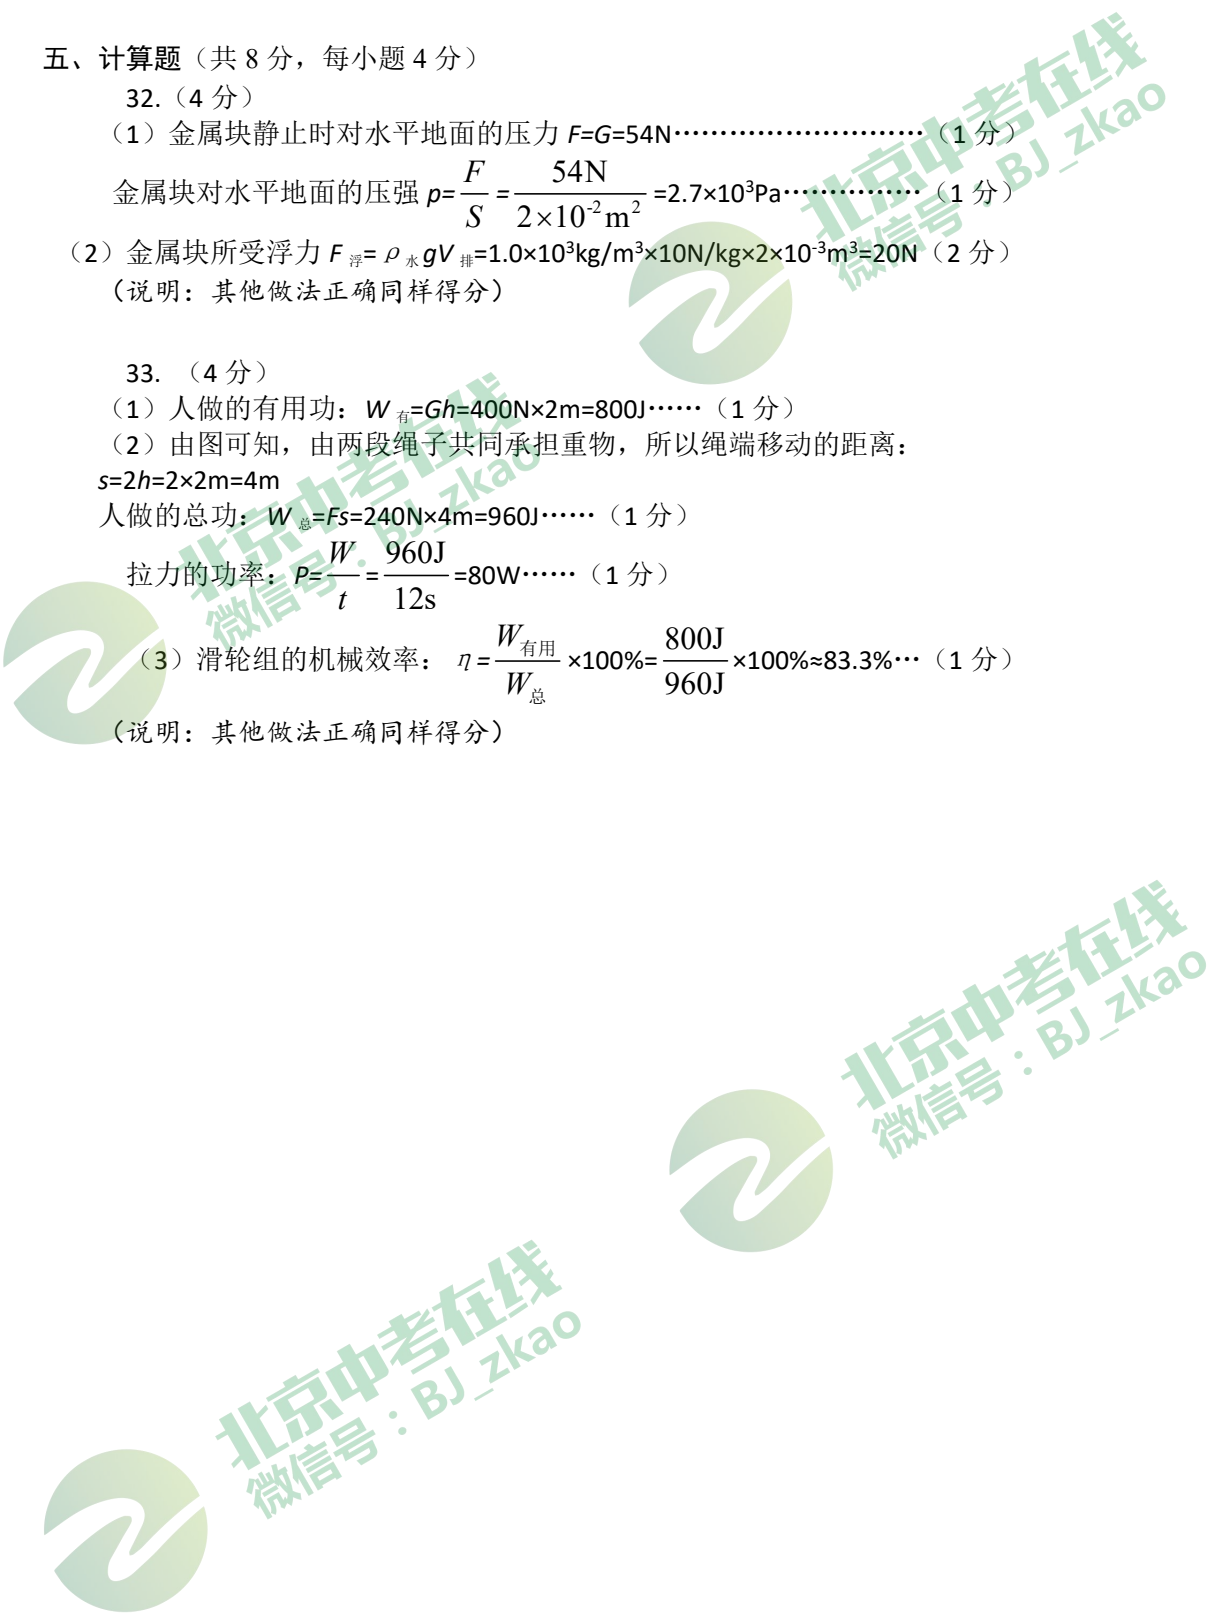 五、计算题（共 8 分，每小题 4 分）
32.（4 分）
（1）金属块静止时对水平地面的压力 F=G=54N………………………（1 分）
金属块对水平地面的压强 p=F/S=54N/2×10⁻²m²=2.7×10³Pa……………（1 分）
（2）金属块所受浮力 F浮=ρ水gV排=1.0×10³kg/m³×10N/kg×2×10⁻³m³=20N（2 分）
（说明：其他做法正确同样得分）
33. （4 分）
（1）人做的有用功：W有=Gh=400N×2m=800J……（1 分）
（2）由图可知，由两段绳子共同承担重物，所以绳端移动的距离：
s=2h=2×2m=4m
人做的总功：W总=Fs=240N×4m=960J……（1 分）
拉力的功率：P=W/t=960J/12s=80W……（1 分）
（3）滑轮组的机械效率： η=W有用/W总×100%=800J/960J×100%≈83.3%…（1 分）
（说明：其他做法正确同样得分）
北京中考在线
微信号：BJ_zkao
北京中考在线
微信号：BJ_zkao
北京中考在线
微信号：BJ_zkao
北京中考在线
微信号：BJ_zkao